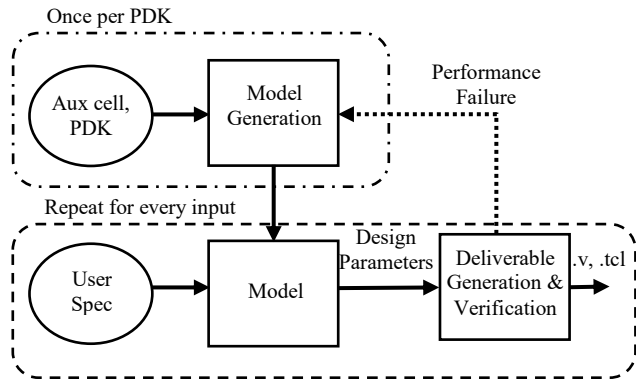 Once per PDK
Aux cell,
PDK
Model
Generation
Performance
Failure
Repeat for every input
User
Spec
Model
Design
Parameters
Deliverable
Generation &
Verification
.v, .tcl